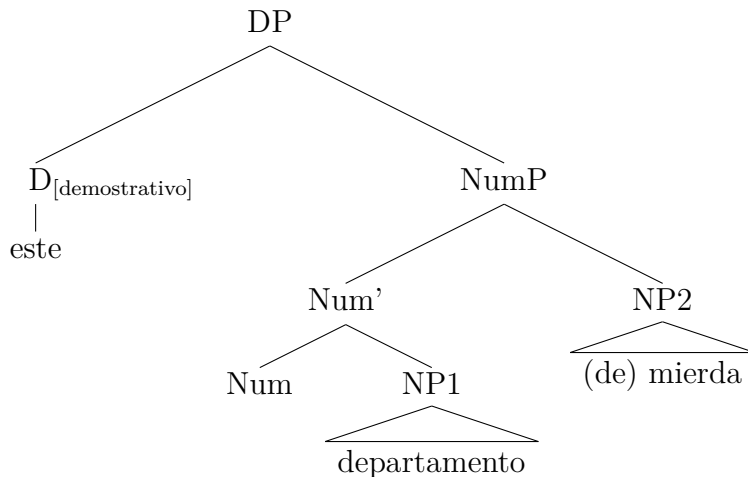 DP
D[demostrativo] NumP
este
Num' NP2
(de) mierda
Num NP1
departamento